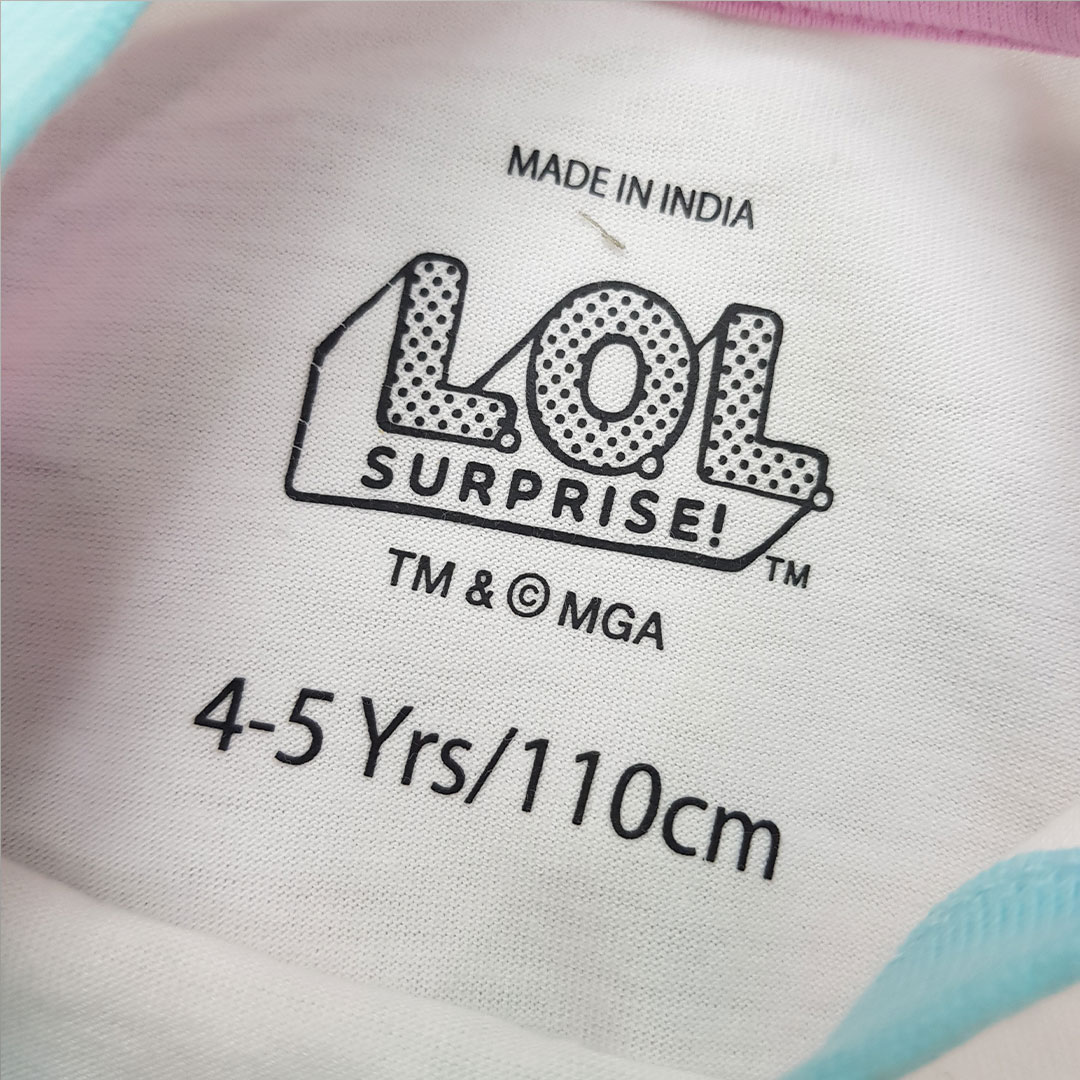 MADE IN INDIA
L.O.L.
SURPRISE!
TM
TM & © MGA
4-5 Yrs/110cm